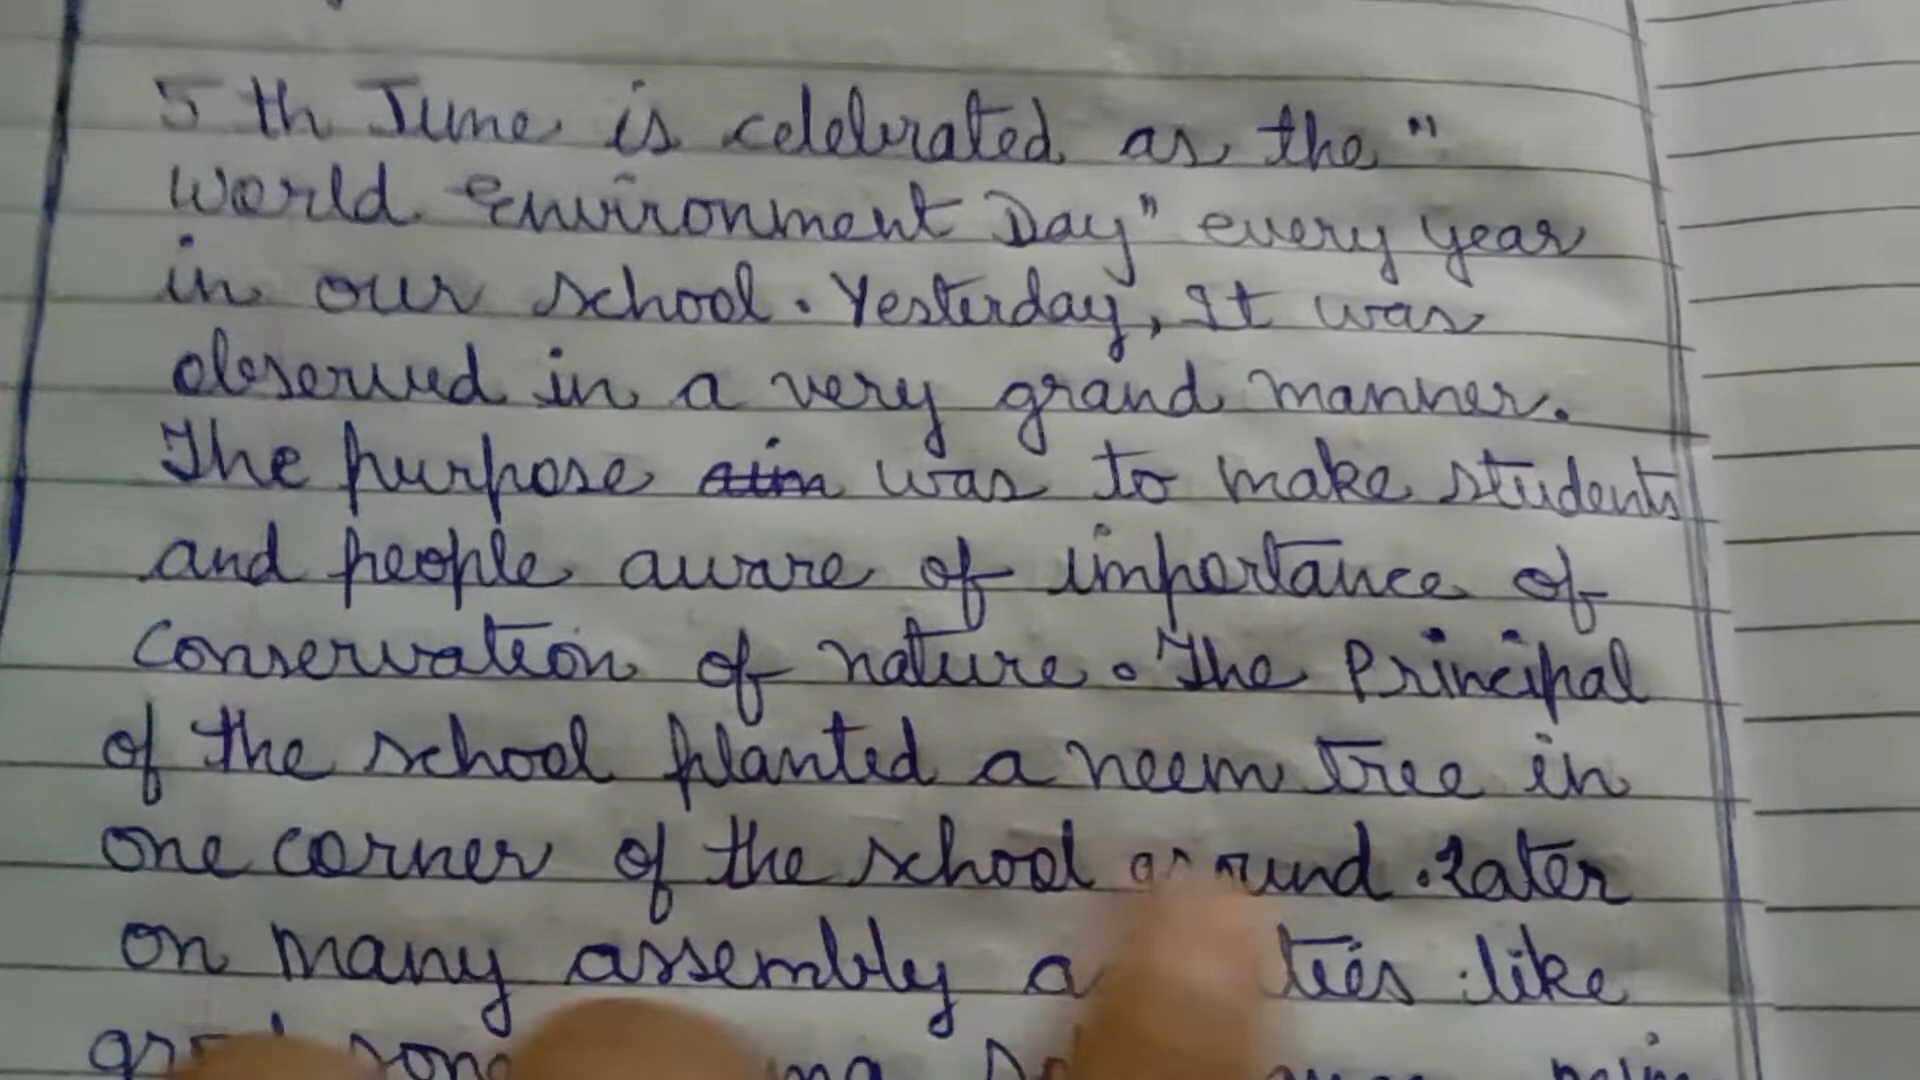 5th June is celebrated as the "
World Environment Day" every year
in our school. Yesterday, It was
observed in a very grand manner.
The purpose aim was to make students
and people aware of importance of
conservation of nature. The Principal
of the school planted a neem tree in
one corner of the school ground. Later
on many assembly like